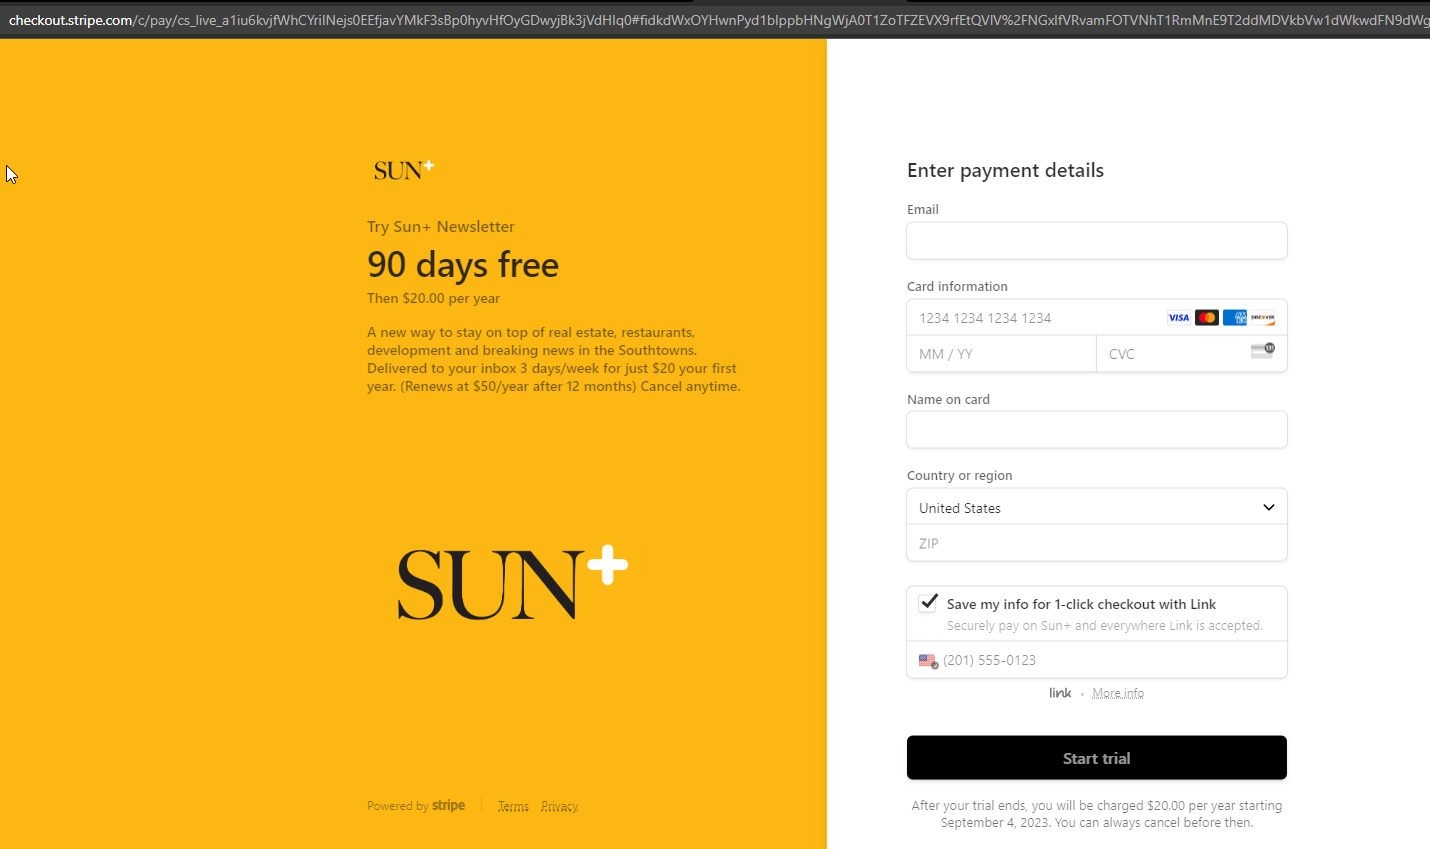 checkout.stripe.com/c/pay/
SUN+
Try Sun+ Newsletter
90 days free
Then $20.00 per year
A new way to stay on top of real estate, restaurants,
development and breaking news in the Southtowns.
Delivered to your inbox 3 days/week for just $20 your first
year. (Renews at $50/year after 12 months) Cancel anytime.
SUN+
Powered by stripe
Terms
Privacy
Enter payment details
Email
Card information
1234 1234 1234 1234
VISA
DISCOVER
MM / YY
CVC
Name on card
Country or region
United States
ZIP
Save my info for 1-click checkout with Link
Securely pay on Sun+ and everywhere Link is accepted.
(201) 555-0123
link · More info
Start trial
After your trial ends, you will be charged $20.00 per year starting
September 4, 2023. You can always cancel before then.